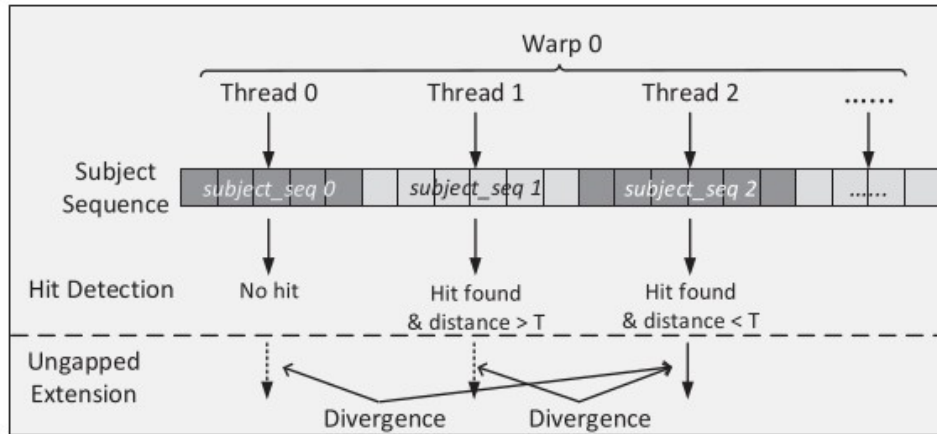 Warp 0
Thread 0 Thread 1 Thread 2 ......
Subject
Sequence
subject_seq 0 subject_seq 1 subject_seq 2 ......
Hit Detection
No hit
Hit found
& distance > T
Hit found
& distance < T
Ungapped
Extension
Divergence Divergence